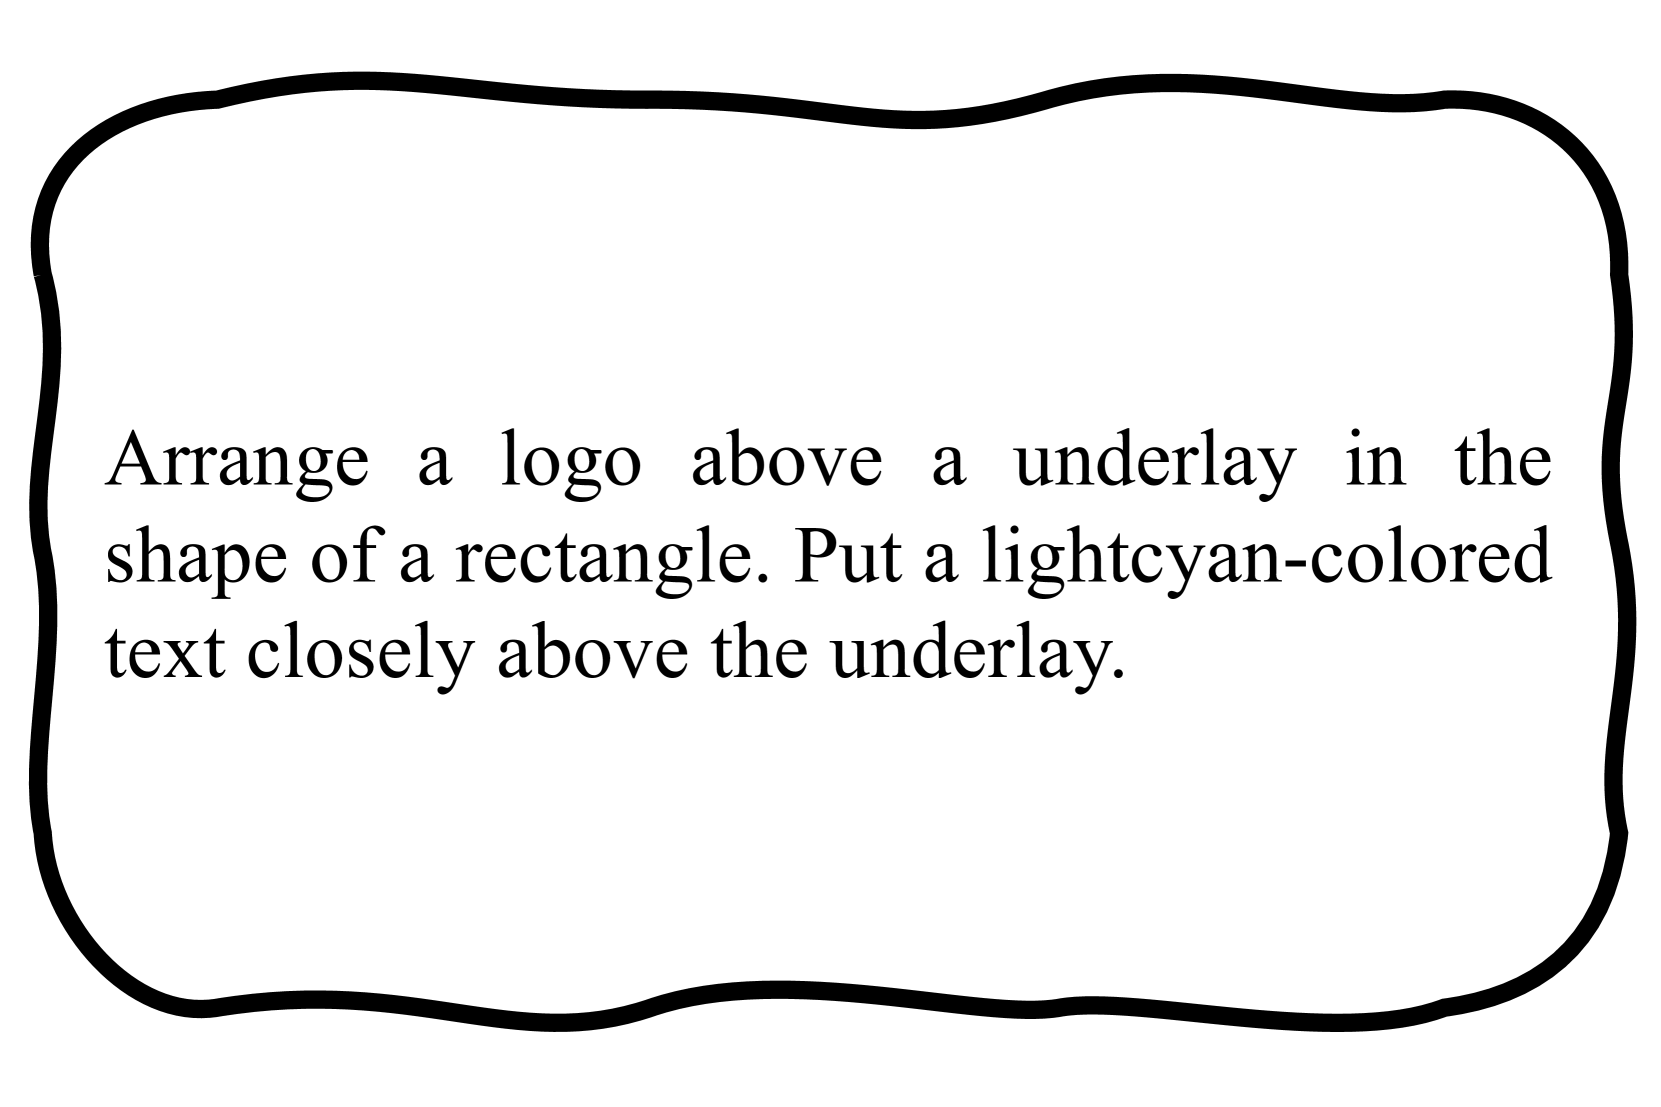 Arrange a logo above a underlay in the
shape of a rectangle. Put a lightcyan-colored
text closely above the underlay.